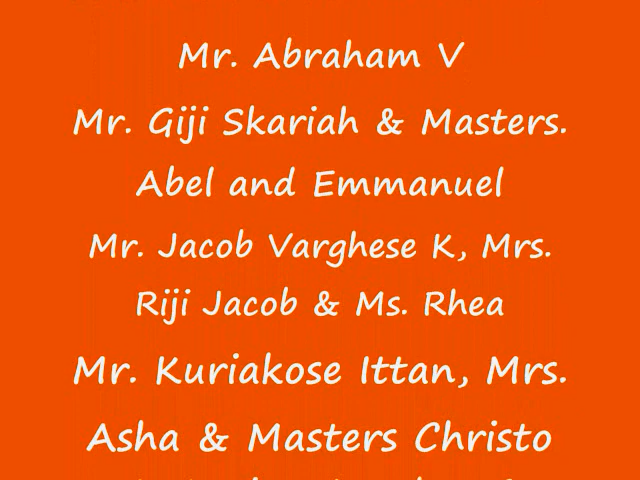 Mr. Abraham V
Mr. Giji Skariah & Masters.
Abel and Emmanuel
Mr. Jacob Varghese K, Mrs.
Riji Jacob & Ms. Rhea
Mr. Kuriakose Ittan, Mrs.
Asha & Masters Christo